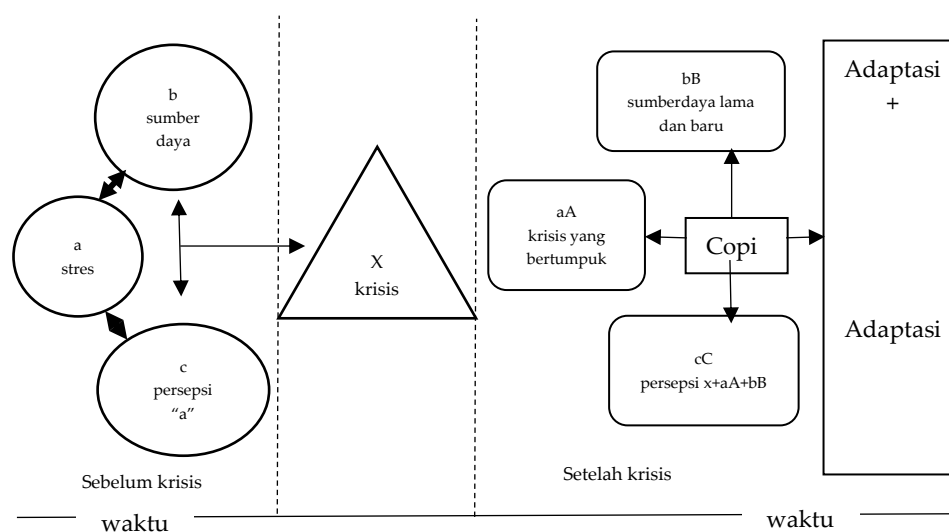 b
sumber
daya
a
stres
c
persepsi
“a”
Sebelum krisis
X
krisis
bB
sumberdaya lama
dan baru
aA
krisis yang
bertumpuk
Copi
cC
persepsi x+aA+bB
Setelah krisis
Adaptasi
+
Adaptasi
waktu
waktu